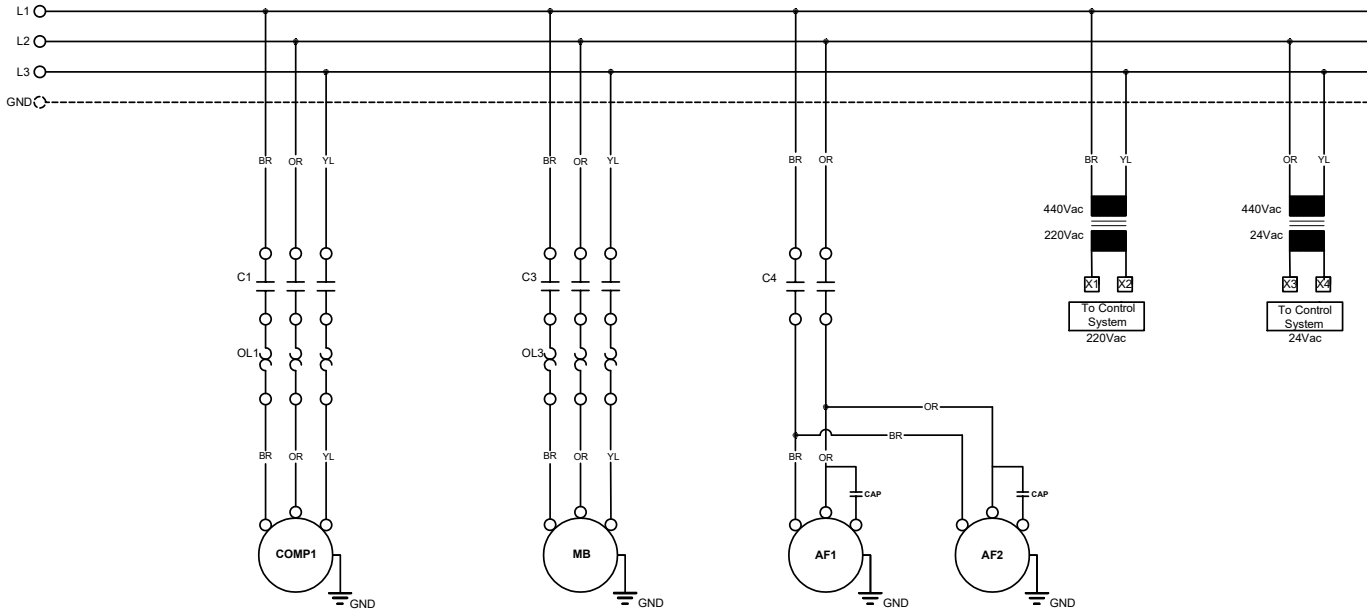 L1
L2
L3
GND
BR OR YL
BR OR YL
BR OR
BR YL
OR YL
440Vac
440Vac
220Vac
24Vac
C1
C3
C4
X1 X2
X3 X4
To Control
System
220Vac
To Control
System
24Vac
OL1
OL3
OR
BR
BR OR YL
BR OR YL
BR OR
CAP
CAP
COMP1
MB
AF1
AF2
GND
GND
GND
GND